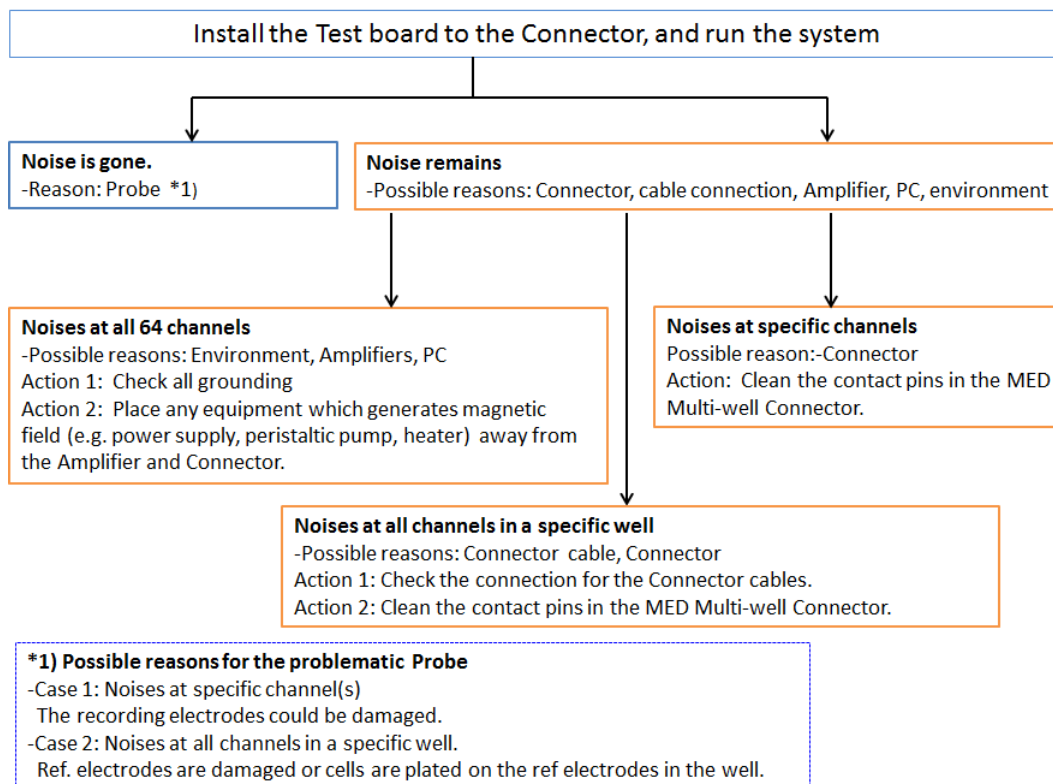 Install the Test board to the Connector, and run the system
Noise is gone.
-Reason: Probe *1)
Noise remains
-Possible reasons: Connector, cable connection, Amplifier, PC, environment
Noises at all 64 channels
-Possible reasons: Environment, Amplifiers, PC
Action 1: Check all grounding
Action 2: Place any equipment which generates magnetic
field (e.g. power supply, peristaltic pump, heater) away from
the Amplifier and Connector.
Noises at specific channels
Possible reason:-Connector
Action: Clean the contact pins in the MED
Multi-well Connector.
Noises at all channels in a specific well
-Possible reasons: Connector cable, Connector
Action 1: Check the connection for the Connector cables.
Action 2: Clean the contact pins in the MED Multi-well Connector.
*1) Possible reasons for the problematic Probe
-Case 1: Noises at specific channel(s)
The recording electrodes could be damaged.
-Case 2: Noises at all channels in a specific well.
Ref. electrodes are damaged or cells are plated on the ref electrodes in the well.